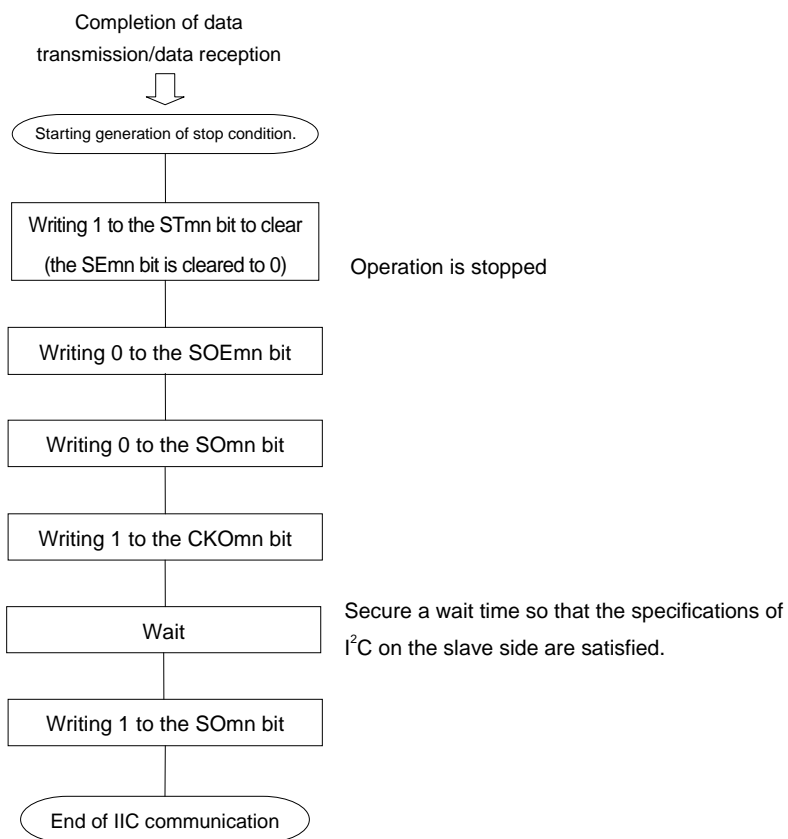 Completion of data
transmission/data reception
Starting generation of stop condition.
Writing 1 to the STmn bit to clear
(the SEmn bit is cleared to 0)
Operation is stopped
Writing 0 to the SOEmn bit
Writing 0 to the SOmn bit
Writing 1 to the CKOmn bit
Wait
Secure a wait time so that the specifications of
I²C on the slave side are satisfied.
Writing 1 to the SOmn bit
End of IIC communication